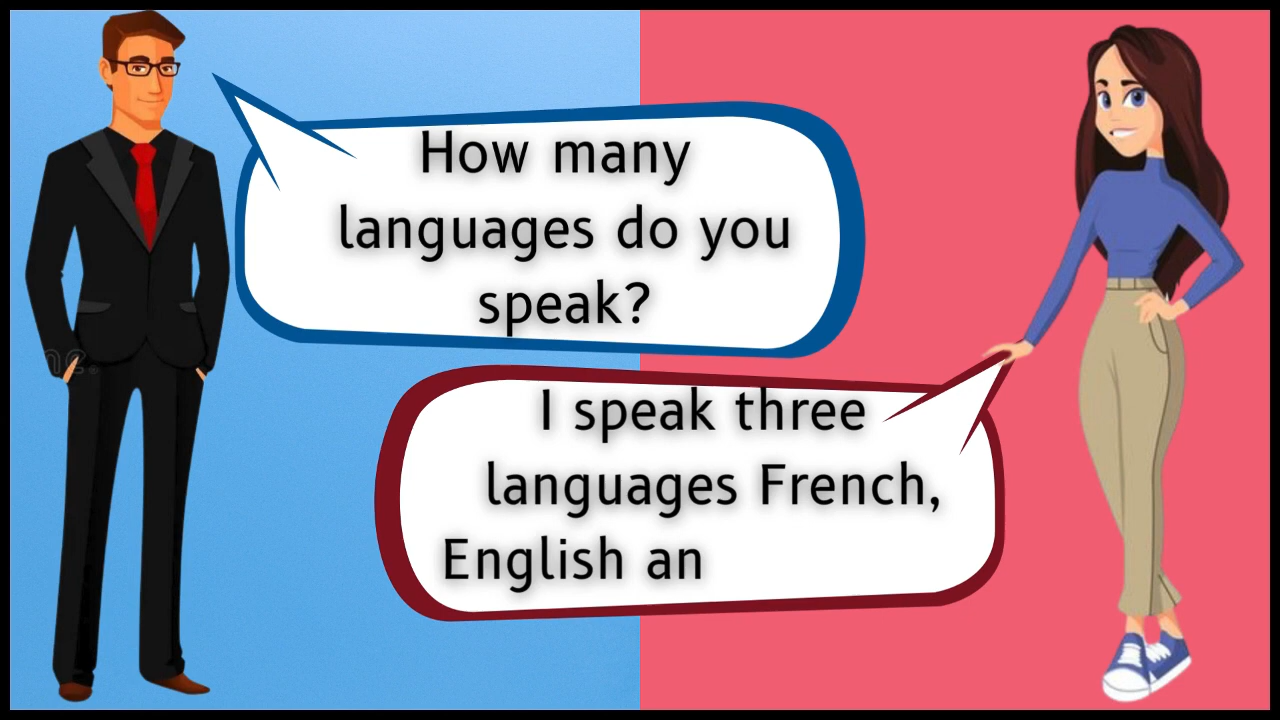 How many
languages do you
speak?
I speak three
languages French,
English an